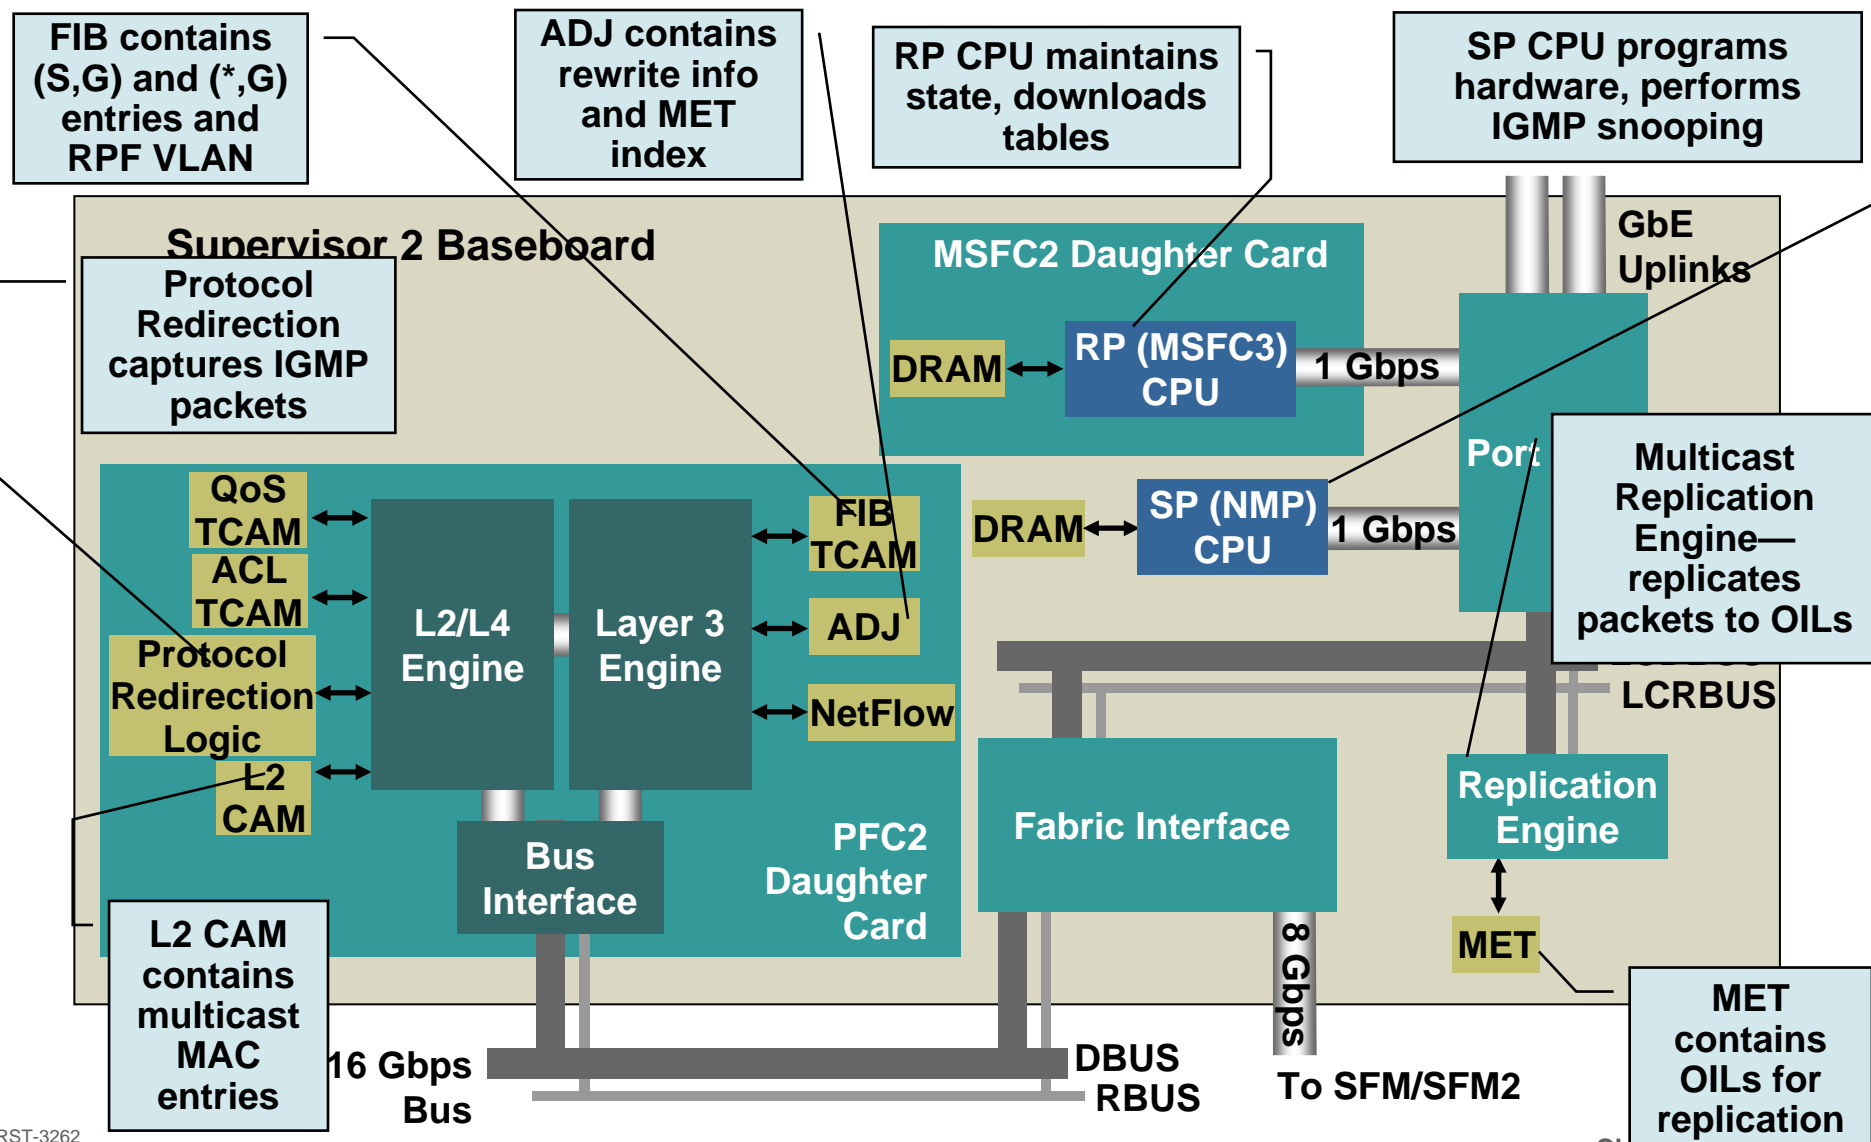 FIB contains
(S,G) and (*,G)
entries and
RPF VLAN
ADJ contains
rewrite info
and MET
index
RP CPU maintains
state, downloads
tables
SP CPU programs
hardware, performs
IGMP snooping
Supervisor 2 Baseboard
Protocol
Redirection
captures IGMP
packets
MSFC2 Daughter Card
GbE
Uplinks
DRAM
RP (MSFC3)
CPU
1 Gbps
Port
DRAM
SP (NMP)
CPU
1 Gbps
Multicast
Replication
Engine—
replicates
packets to OILs
QoS
TCAM
ACL
TCAM
Protocol
Redirection
Logic
L2
CAM
L2/L4
Engine
Layer 3
Engine
FIB
TCAM
ADJ
NetFlow
Bus
Interface
PFC2
Daughter
Card
LCRBUS
Fabric Interface
Replication
Engine
MET
8 Gbps
L2 CAM
contains
multicast
MAC
entries
16 Gbps
Bus
DBUS
RBUS
To SFM/SFM2
MET
contains
OILs for
replication
RST-3262